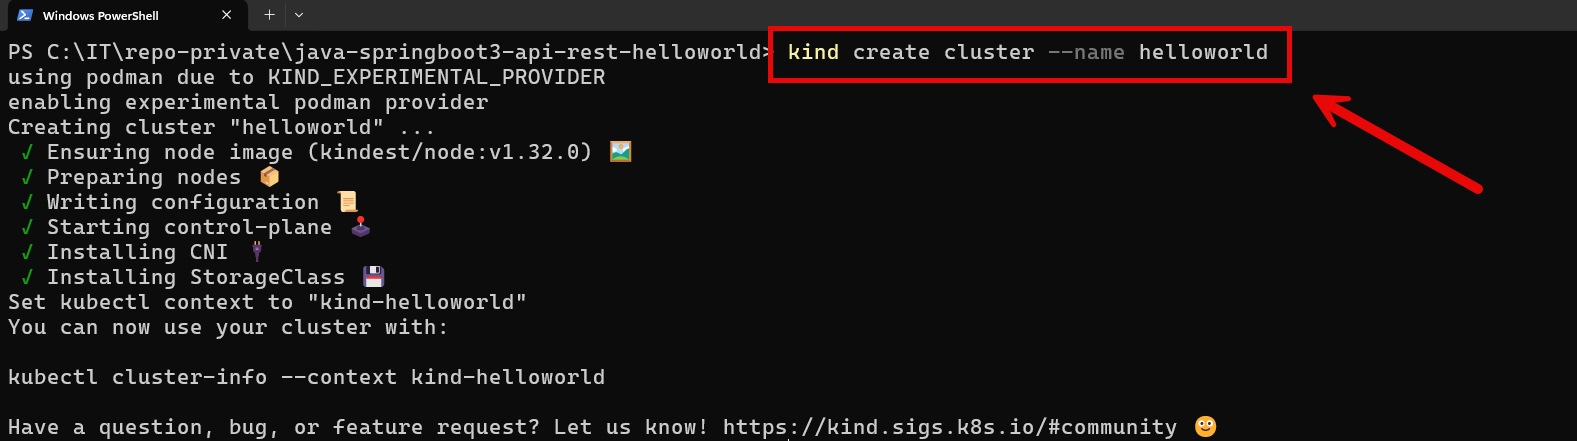 Windows PowerShell
PS C:\IT\repo-private\java-springboot3-api-rest-helloworld> kind create cluster --name helloworld
using podman due to KIND_EXPERIMENTAL_PROVIDER
enabling experimental podman provider
Creating cluster "helloworld" ...
✓ Ensuring node image (kindest/node:v1.32.0) 🖼️
✓ Preparing nodes 📦
✓ Writing configuration 📜
✓ Starting control-plane 🕹️
✓ Installing CNI 🔌
✓ Installing StorageClass 💾
Set kubectl context to "kind-helloworld"
You can now use your cluster with:
kubectl cluster-info --context kind-helloworld
Have a question, bug, or feature request? Let us know! https://kind.sigs.k8s.io/#community 🙂